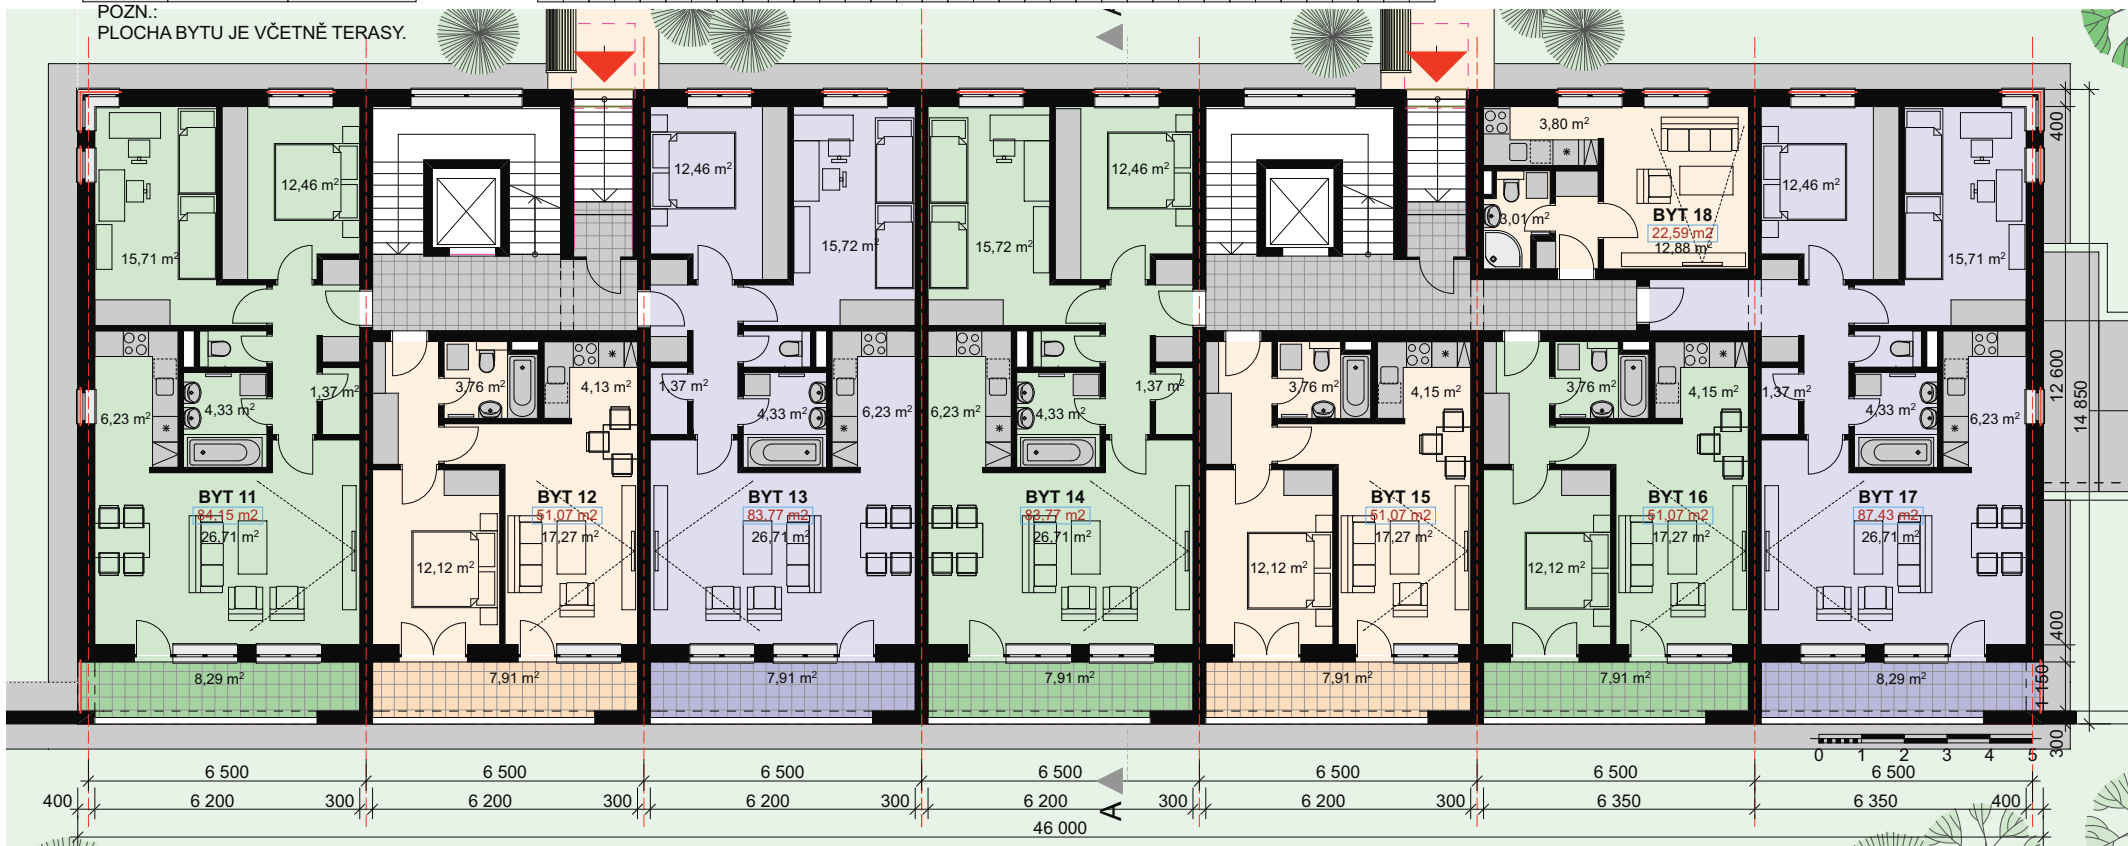 POZN.:
PLOCHA BYTU JE VČETNĚ TERASY.
A
400
3,80 m²
12,46 m²
12,46 m²
12,46 m²
12,46 m²
15,71 m²
15,72 m²
15,72 m²
3,01 m²
BYT 18
22,59 m2
12,88 m²
15,71 m²
1,37 m²
3,76 m²
4,13 m²
1,37 m²
1,37 m²
3,76 m²
4,15 m²
3,76 m²
4,15 m²
1,37 m²
6,23 m²
4,33 m²
4,33 m²
6,23 m²
6,23 m²
4,33 m²
4,33 m²
6,23 m²
12 600
14 850
BYT 11
84,15 m2
26,71 m²
BYT 12
51,07 m2
17,27 m²
BYT 13
83,77 m2
26,71 m²
BYT 14
83,77 m2
26,71 m²
BYT 15
51,07 m2
17,27 m²
BYT 16
51,07 m2
17,27 m²
BYT 17
87,43 m2
26,71 m²
12,12 m²
12,12 m²
12,12 m²
400
8,29 m²
7,91 m²
7,91 m²
7,91 m²
7,91 m²
7,91 m²
8,29 m²
1 150
300
0 1 2 3 4 5
6 500 6 500 6 500 6 500 6 500 6 500 6 500
400 6 200 300 6 200 300 6 200 300 6 200 300 6 200 300 6 350 6 350 400
A
46 000